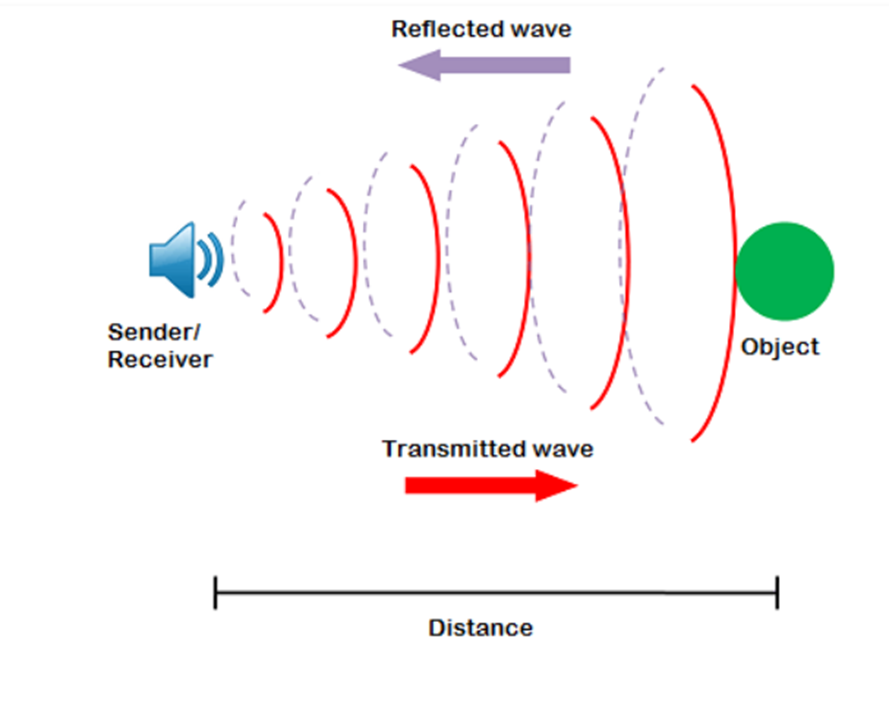 Reflected wave
Sender/
Receiver
Object
Transmitted wave
Distance